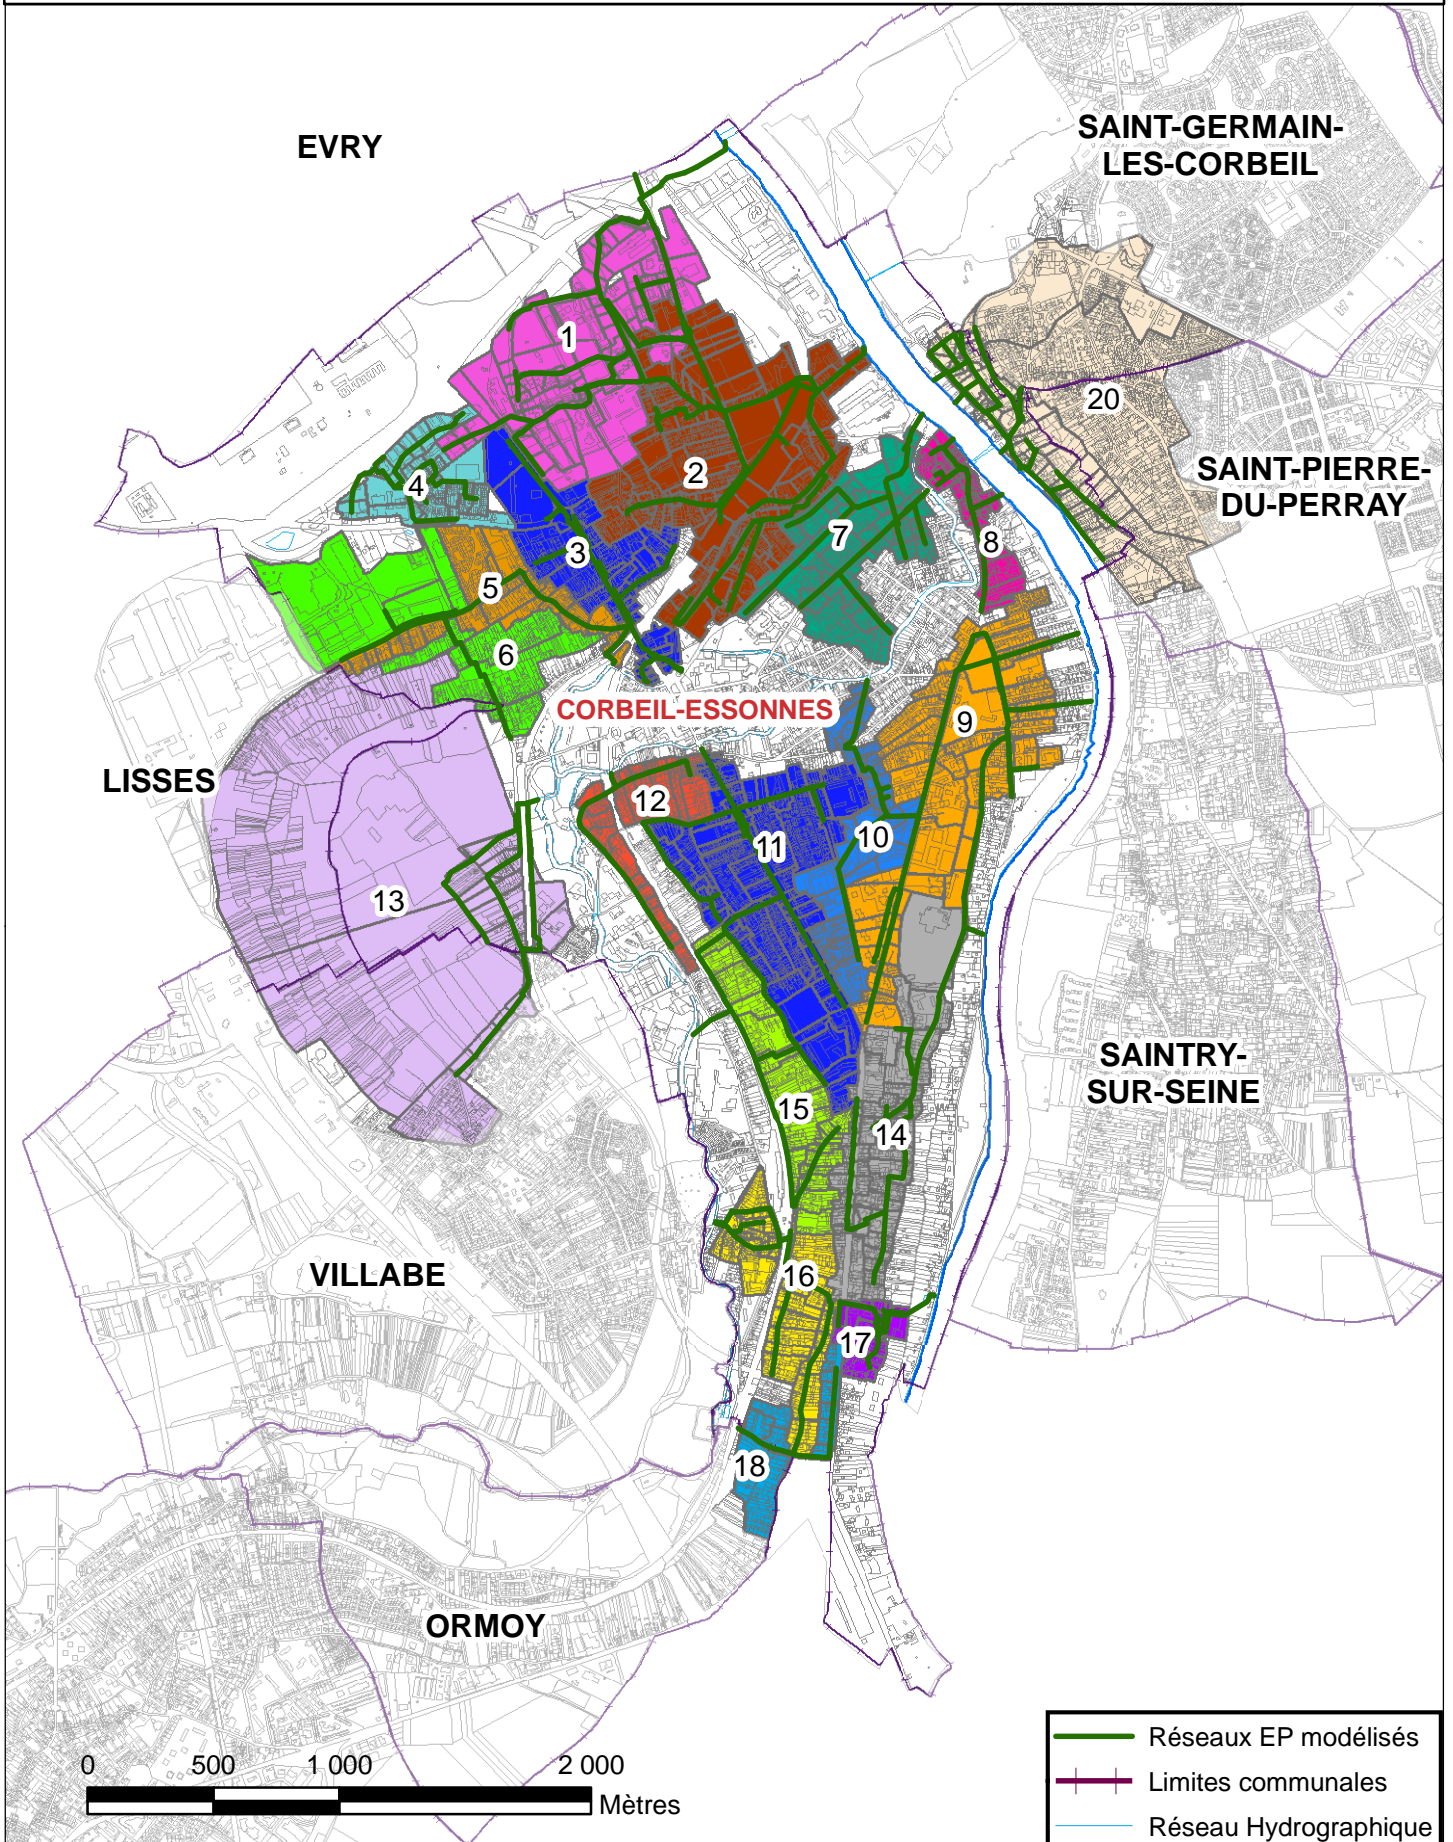 EVRY
SAINT-GERMAIN-
LES-CORBEIL
1
20
2
SAINT-PIERRE-
DU-PERRAY
4
7
3
8
5
6
CORBEIL-ESSONNES
9
LISSES
12
10
11
13
SAINTRY-
SUR-SEINE
15
14
VILLABE
16
17
18
ORMOY
0 500 1 000 2 000
Mètres
Réseaux EP modélisés
Limites communales
Réseau Hydrographique